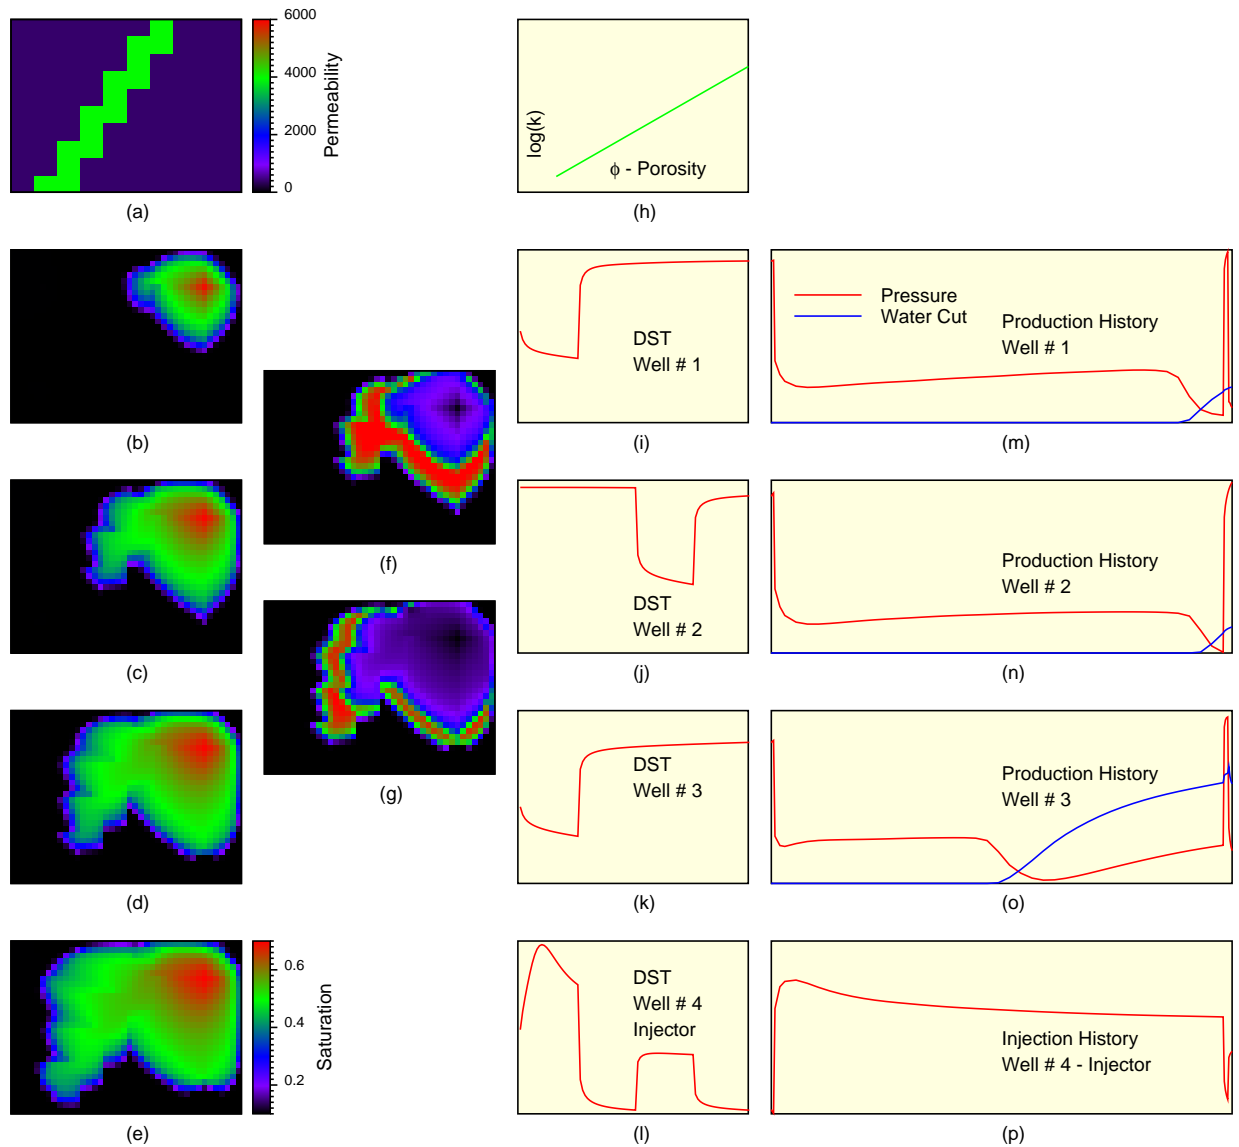 6000
4000
2000
0
Permeability
(a)
log(k)
ϕ - Porosity
(h)
(b)
DST
Well # 1
(i)
Pressure
Water Cut
Production History
Well # 1
(m)
(c)
(f)
DST
Well # 2
(j)
Production History
Well # 2
(n)
(d)
(g)
DST
Well # 3
(k)
Production History
Well # 3
(o)
0.6
0.4
0.2
Saturation
(e)
DST
Well # 4
Injector
(l)
Injection History
Well # 4 - Injector
(p)